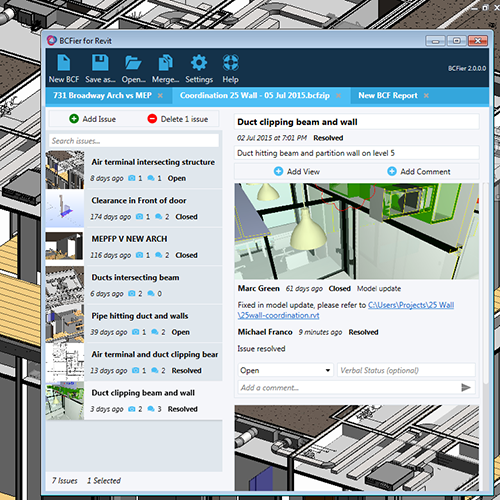 BCFier for Revit
New BCF Save as... Open... Merge... Settings Help
BCFier 2.0.0.0
731 Broadway Arch vs MEP Coordination 25 Wall - 05 Jul 2015.bcfzip New BCF Report
Add Issue Delete 1 issue
Search issues...
Air terminal intersecting structure
8 days ago 1 1 Open
Clearance in Front of door
174 days ago 1 2 Closed
MEPFP V NEW ARCH
116 days ago 1 2 Closed
Ducts intersecting beam
6 days ago 2 0
Pipe hitting duct and walls
39 days ago 1 2 Open
Air terminal and duct clipping bear
13 days ago 1 2 Resolved
Duct clipping beam and wall
3 days ago 2 3 Resolved
7 Issues 1 Selected
Duct clipping beam and wall
02 Jul 2015 at 7:01 PM Resolved
Duct hitting beam and partition wall on level 5
Add View Add Comment
Marc Green 61 days ago Closed Model update
Fixed in model update, please refer to C:\Users\Projects\25 Wall
\25wall-coordination.rvt
Michael Franco 9 minutes ago Resolved
Issue resolved
Open Verbal Status (optional)
Add a comment...